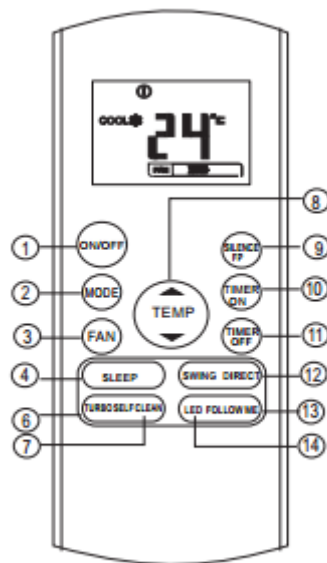 COOL 24 °C
FAN
8
1 ON/OFF SILENCE FP 9
2 MODE TEMP TIMER ON 10
3 FAN TIMER OFF 11
4 SLEEP SWING DIRECT 12
6 TURBO SELF CLEAN LED FOLLOW ME 13
7 14